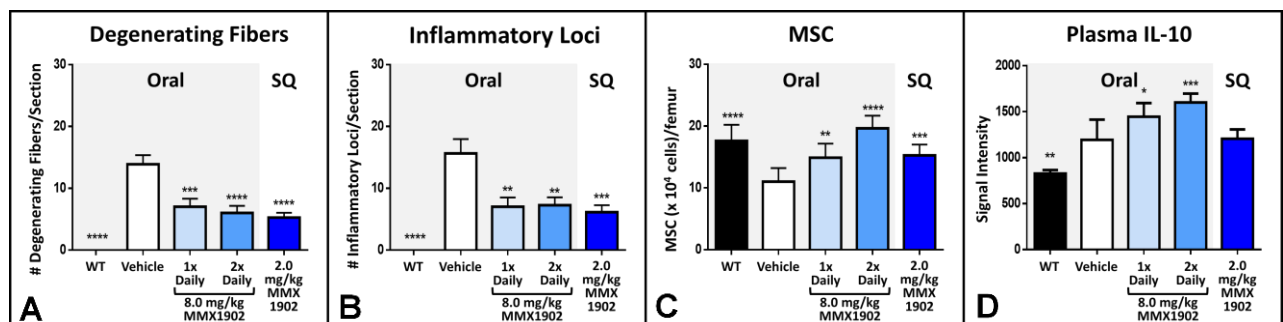 Degenerating Fibers
30
20
10
0
# Degenerating Fibers/Section
Oral
SQ
****
***
****
****
WT
Vehicle
1x
Daily
2x
Daily
2.0
mg/kg
MMX
1902
8.0 mg/kg
MMX1902
A
Inflammatory Loci
30
20
10
0
# Inflammatory Loci/Section
Oral
SQ
****
**
**
***
WT
Vehicle
1x
Daily
2x
Daily
2.0
mg/kg
MMX
1902
8.0 mg/kg
MMX1902
B
MSC
30
20
10
0
MSC (x 10⁴ cells)/femur
Oral
SQ
****
**
****
***
WT
Vehicle
1x
Daily
2x
Daily
2.0
mg/kg
MMX
1902
8.0 mg/kg
MMX1902
C
Plasma IL-10
2000
1500
1000
500
0
Signal Intensity
Oral
SQ
**
*
***
WT
Vehicle
1x
Daily
2x
Daily
2.0
mg/kg
MMX
1902
8.0 mg/kg
MMX1902
D